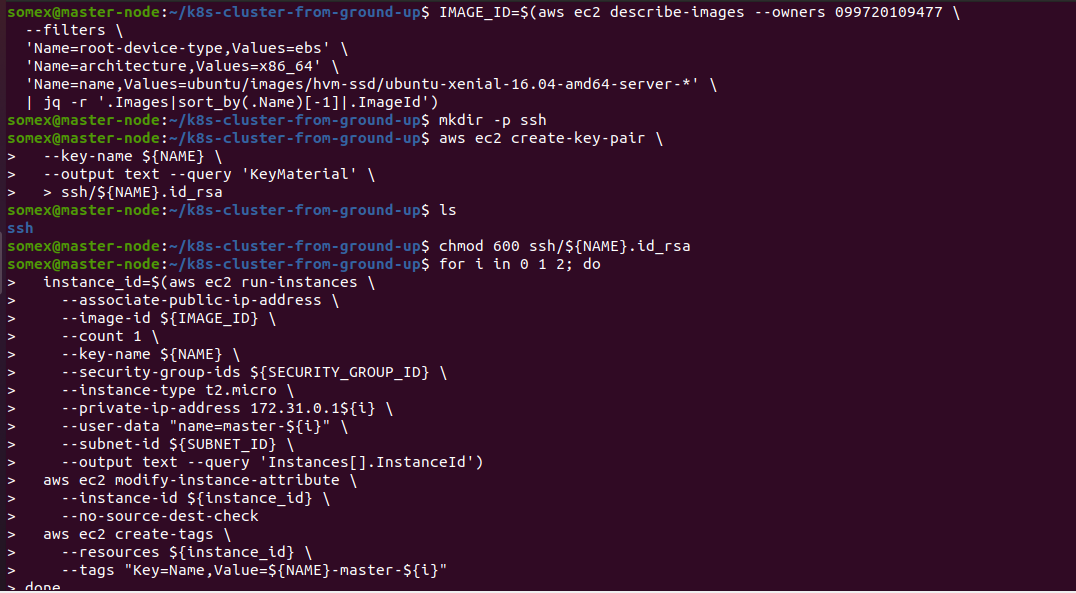 somex@master-node:~/k8s-cluster-from-ground-up$ IMAGE_ID=$(aws ec2 describe-images --owners 099720109477 \
  --filters \
  'Name=root-device-type,Values=ebs' \
  'Name=architecture,Values=x86_64' \
  'Name=name,Values=ubuntu/images/hvm-ssd/ubuntu-xenial-16.04-amd64-server-*' \
  | jq -r '.Images|sort_by(.Name)[-1]|.ImageId')
somex@master-node:~/k8s-cluster-from-ground-up$ mkdir -p ssh
somex@master-node:~/k8s-cluster-from-ground-up$ aws ec2 create-key-pair \
>   --key-name ${NAME} \
>   --output text --query 'KeyMaterial' \
>   > ssh/${NAME}.id_rsa
somex@master-node:~/k8s-cluster-from-ground-up$ ls
ssh
somex@master-node:~/k8s-cluster-from-ground-up$ chmod 600 ssh/${NAME}.id_rsa
somex@master-node:~/k8s-cluster-from-ground-up$ for i in 0 1 2; do
>   instance_id=$(aws ec2 run-instances \
>     --associate-public-ip-address \
>     --image-id ${IMAGE_ID} \
>     --count 1 \
>     --key-name ${NAME} \
>     --security-group-ids ${SECURITY_GROUP_ID} \
>     --instance-type t2.micro \
>     --private-ip-address 172.31.0.1${i} \
>     --user-data "name=master-${i}" \
>     --subnet-id ${SUBNET_ID} \
>     --output text --query 'Instances[].InstanceId')
>   aws ec2 modify-instance-attribute \
>     --instance-id ${instance_id} \
>     --no-source-dest-check
>   aws ec2 create-tags \
>     --resources ${instance_id} \
>     --tags "Key=Name,Value=${NAME}-master-${i}"
> done